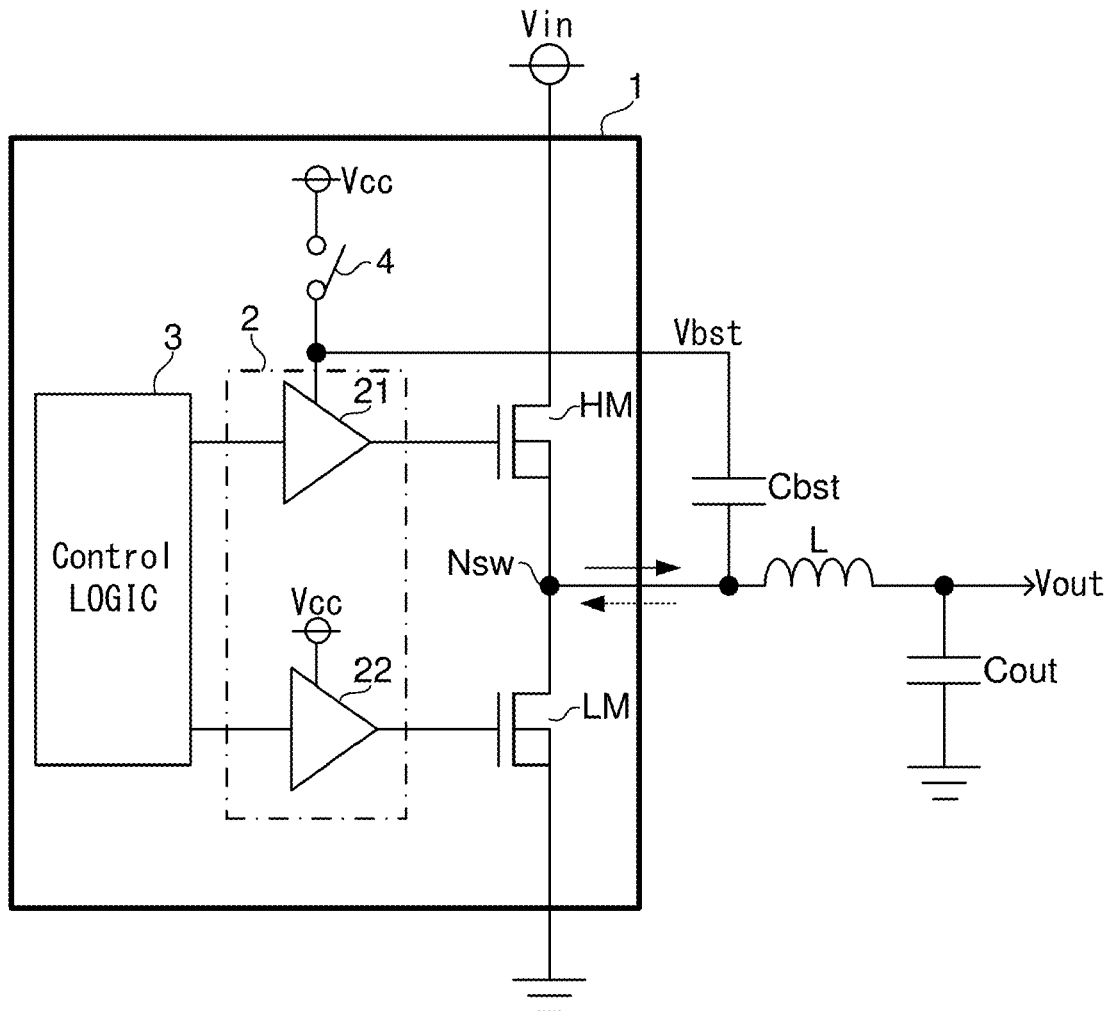 Vin
1
Vcc
4
2
Vbst
3
21
HM
Cbst
Control
LOGIC
Nsw
L
Vout
Vcc
22
LM
Cout